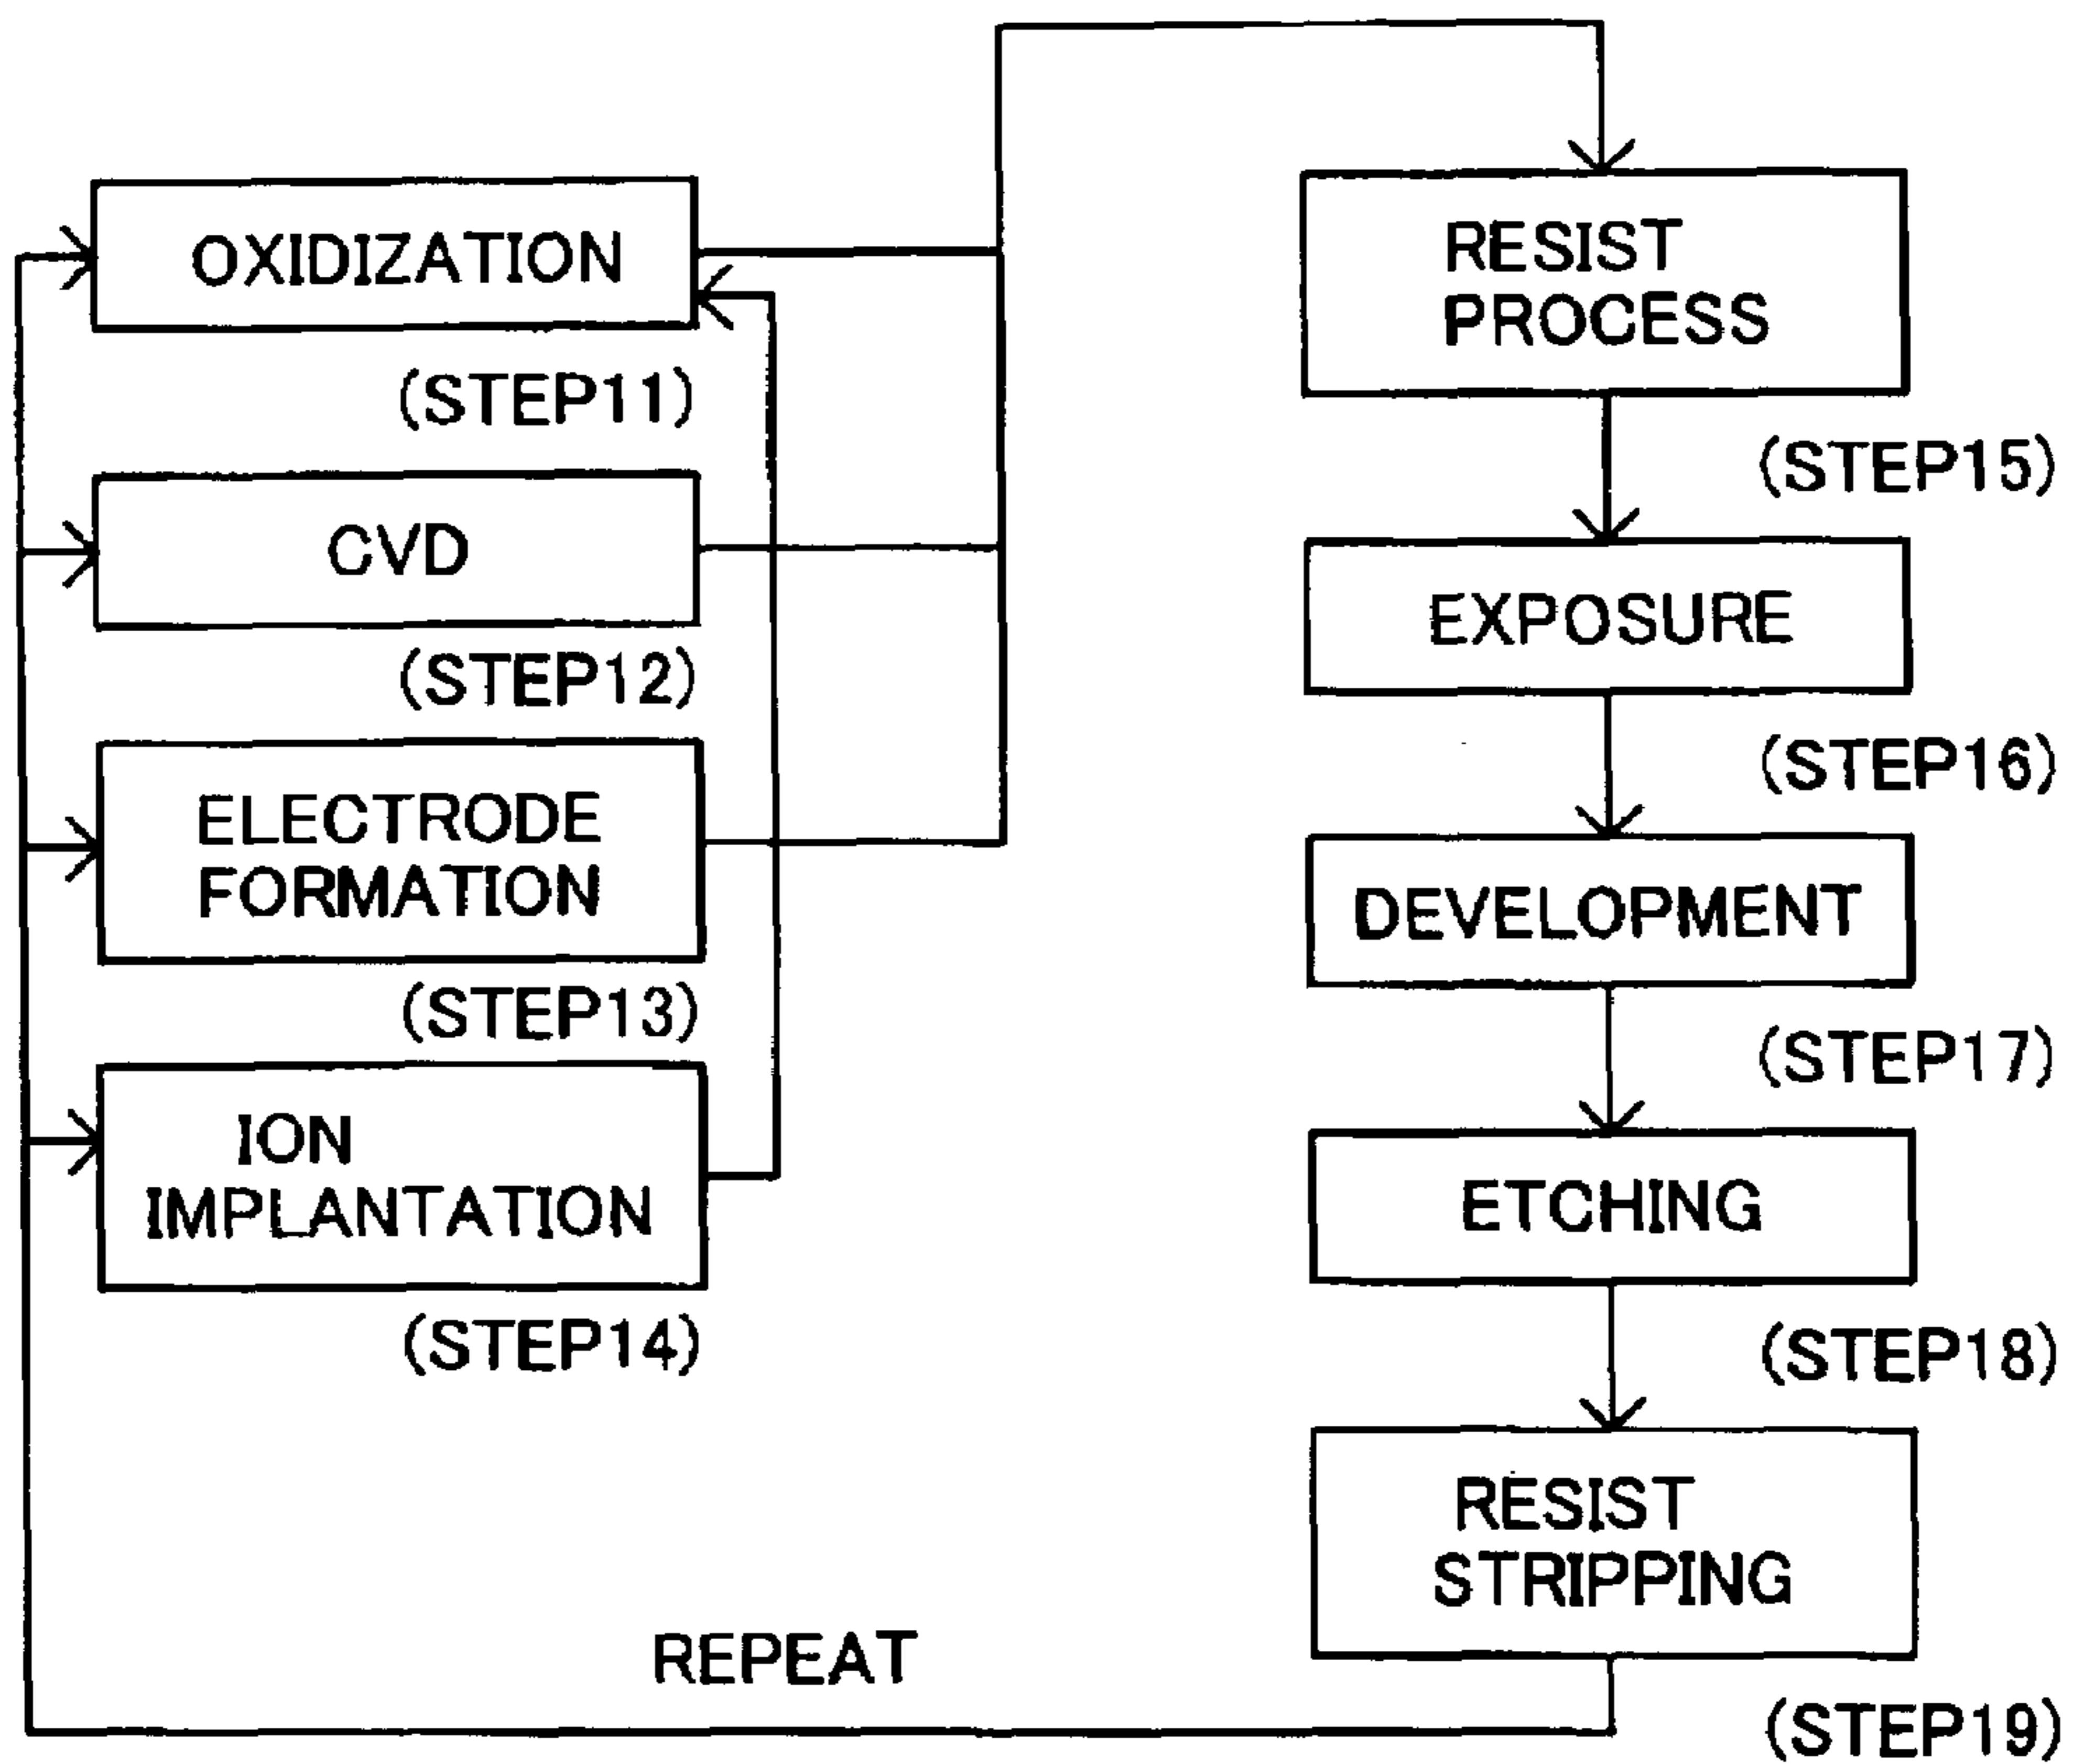 OXIDIZATION
(STEP11)
CVD
(STEP12)
ELECTRODE
FORMATION
(STEP13)
ION
IMPLANTATION
(STEP14)
RESIST
PROCESS
(STEP15)
EXPOSURE
(STEP16)
DEVELOPMENT
(STEP17)
ETCHING
(STEP18)
RESIST
STRIPPING
(STEP19)
REPEAT